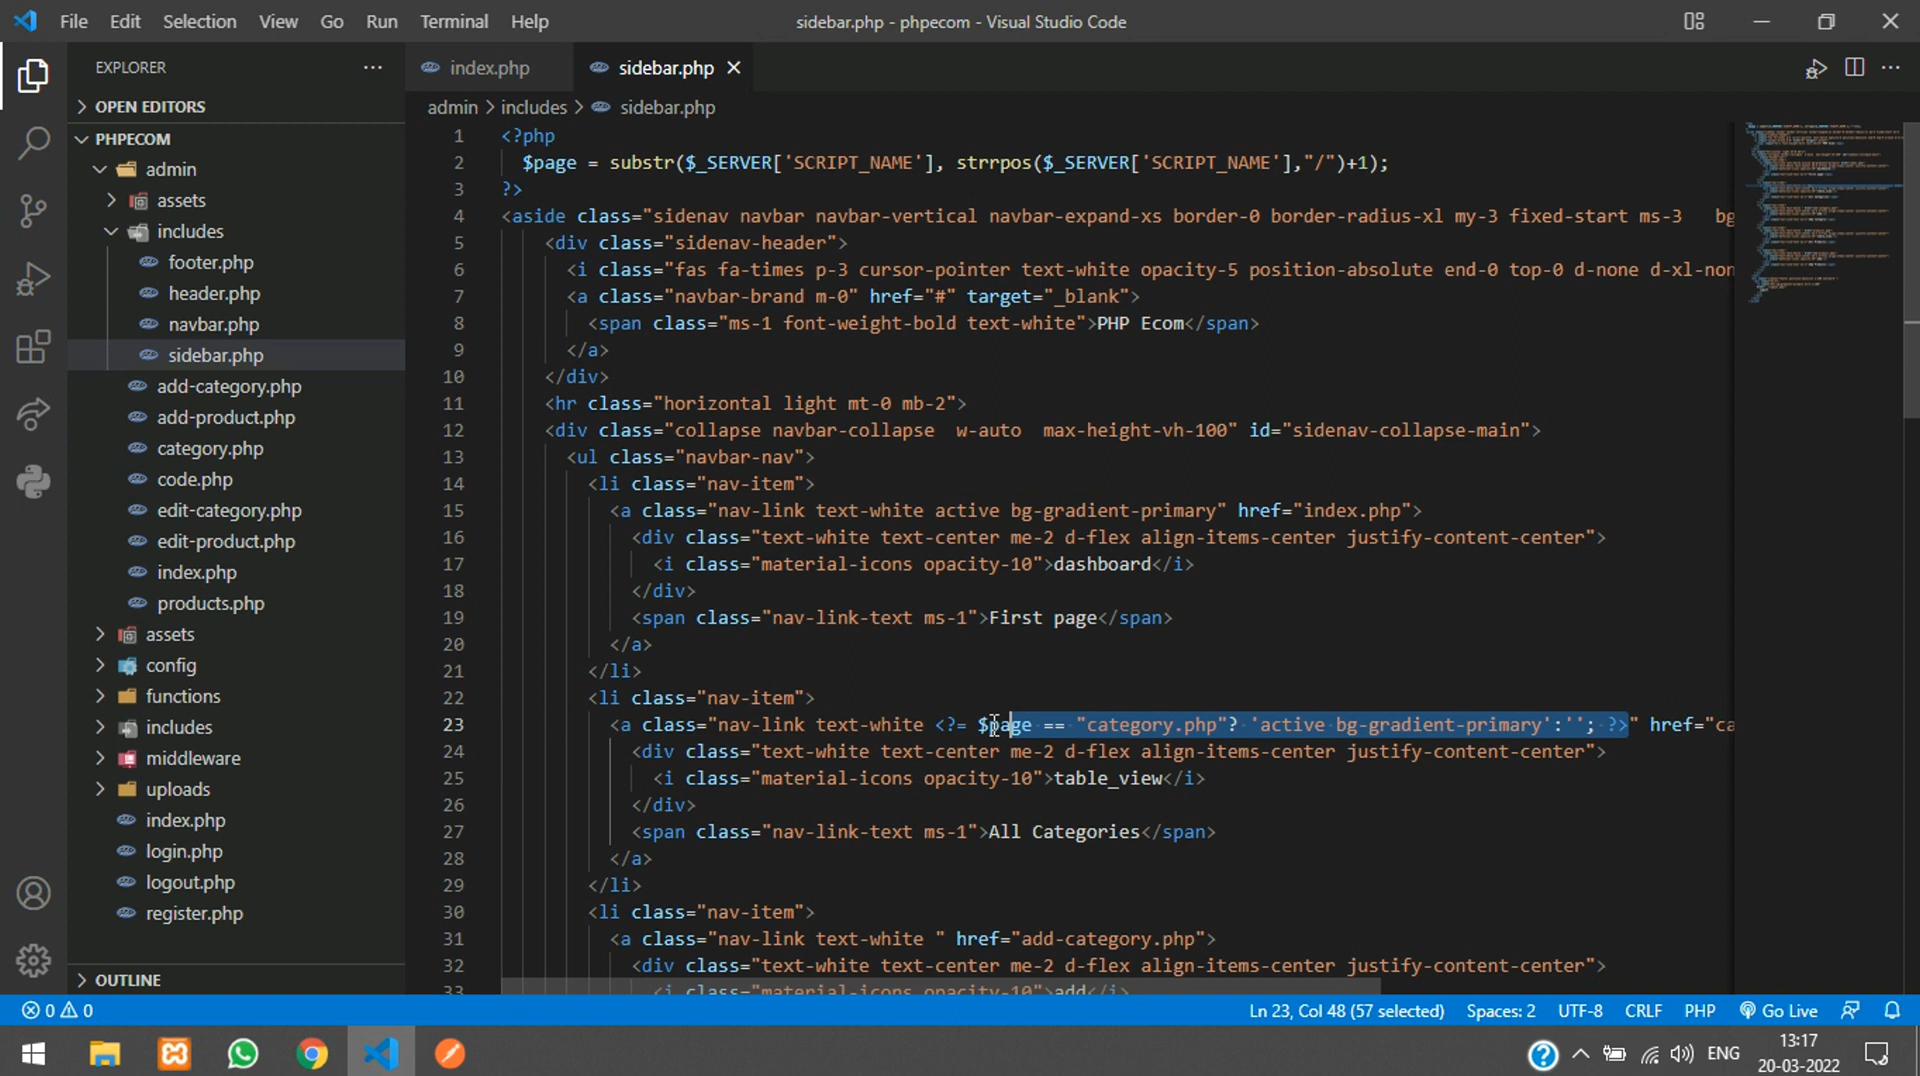 File Edit Selection View Go Run Terminal Help
sidebar.php - phpecom - Visual Studio Code
EXPLORER
OPEN EDITORS
PHPECOM
admin
assets
includes
footer.php
header.php
navbar.php
sidebar.php
add-category.php
add-product.php
category.php
code.php
edit-category.php
edit-product.php
index.php
products.php
assets
config
functions
includes
middleware
uploads
index.php
login.php
logout.php
register.php
OUTLINE
index.php sidebar.php
admin > includes > sidebar.php
1 <?php
2 $page = substr($_SERVER['SCRIPT_NAME'], strrpos($_SERVER['SCRIPT_NAME'],"/")+1);
3 ?>
4 <aside class="sidenav navbar navbar-vertical navbar-expand-xs border-0 border-radius-xl my-3 fixed-start ms-3   bg
5 <div class="sidenav-header">
6 <i class="fas fa-times p-3 cursor-pointer text-white opacity-5 position-absolute end-0 top-0 d-none d-xl-non
7 <a class="navbar-brand m-0" href="#" target="_blank">
8 <span class="ms-1 font-weight-bold text-white">PHP Ecom</span>
9 </a>
10 </div>
11 <hr class="horizontal light mt-0 mb-2">
12 <div class="collapse navbar-collapse  w-auto  max-height-vh-100" id="sidenav-collapse-main">
13 <ul class="navbar-nav">
14 <li class="nav-item">
15 <a class="nav-link text-white active bg-gradient-primary" href="index.php">
16 <div class="text-white text-center me-2 d-flex align-items-center justify-content-center">
17 <i class="material-icons opacity-10">dashboard</i>
18 </div>
19 <span class="nav-link-text ms-1">First page</span>
20 </a>
21 </li>
22 <li class="nav-item">
23 <a class="nav-link text-white <?= $page == "category.php"? 'active bg-gradient-primary':''; ?>" href="ca
24 <div class="text-white text-center me-2 d-flex align-items-center justify-content-center">
25 <i class="material-icons opacity-10">table_view</i>
26 </div>
27 <span class="nav-link-text ms-1">All Categories</span>
28 </a>
29 </li>
30 <li class="nav-item">
31 <a class="nav-link text-white " href="add-category.php">
32 <div class="text-white text-center me-2 d-flex align-items-center justify-content-center">
33 <i class="material-icons opacity-10">add</i>
0 0 Ln 23, Col 48 (57 selected) Spaces: 2 UTF-8 CRLF PHP Go Live
ENG
13:17
20-03-2022